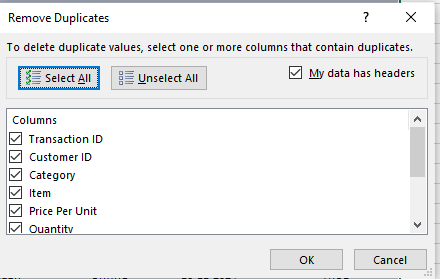 Remove Duplicates
To delete duplicate values, select one or more columns that contain duplicates.
Select All
Unselect All
My data has headers
Columns
Transaction ID
Customer ID
Category
Item
Price Per Unit
Quantity
OK
Cancel